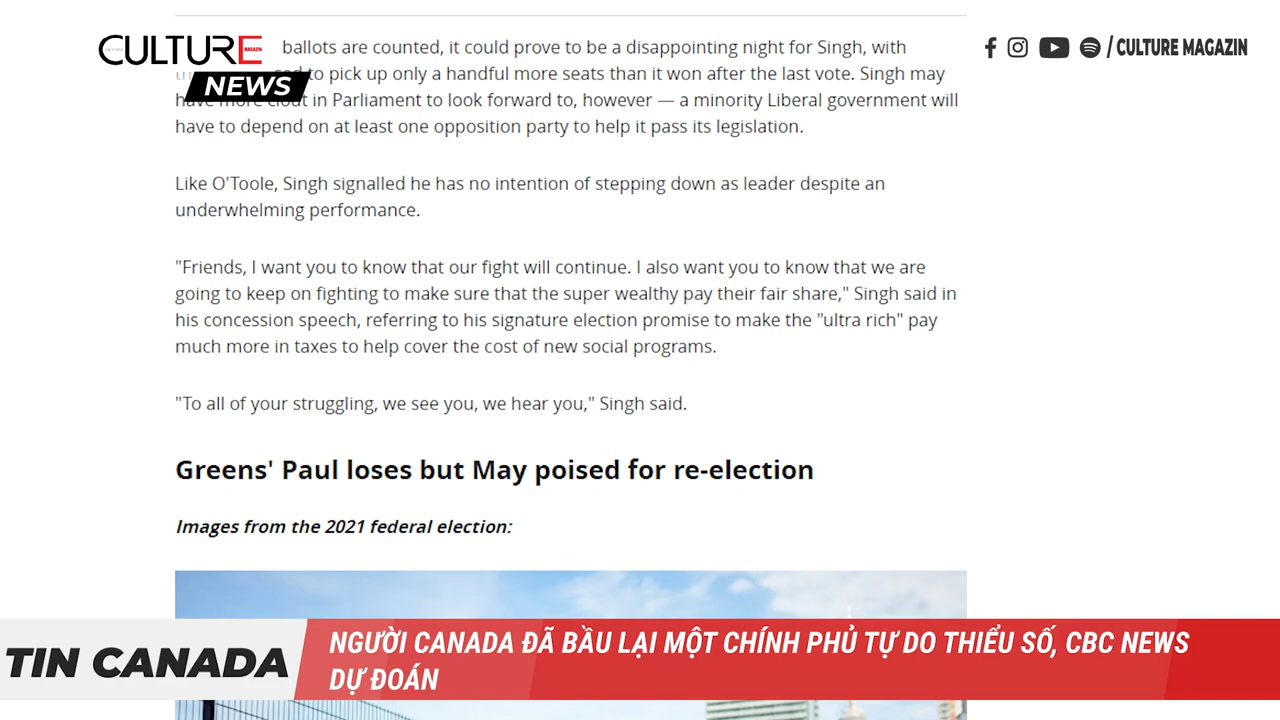 CULTURE
MAGAZIN
NEWS
/ CULTURE MAGAZIN
ballots are counted, it could prove to be a disappointing night for Singh, with
to pick up only a handful more seats than it won after the last vote. Singh may
have more clout in Parliament to look forward to, however — a minority Liberal government will
have to depend on at least one opposition party to help it pass its legislation.
Like O'Toole, Singh signalled he has no intention of stepping down as leader despite an
underwhelming performance.
"Friends, I want you to know that our fight will continue. I also want you to know that we are
going to keep on fighting to make sure that the super wealthy pay their fair share," Singh said in
his concession speech, referring to his signature election promise to make the "ultra rich" pay
much more in taxes to help cover the cost of new social programs.
"To all of your struggling, we see you, we hear you," Singh said.
Greens' Paul loses but May poised for re-election
Images from the 2021 federal election:
TIN CANADA
NGƯỜI CANADA ĐÃ BẦU LẠI MỘT CHÍNH PHỦ TỰ DO THIỂU SỐ, CBC NEWS
DỰ ĐOÁN